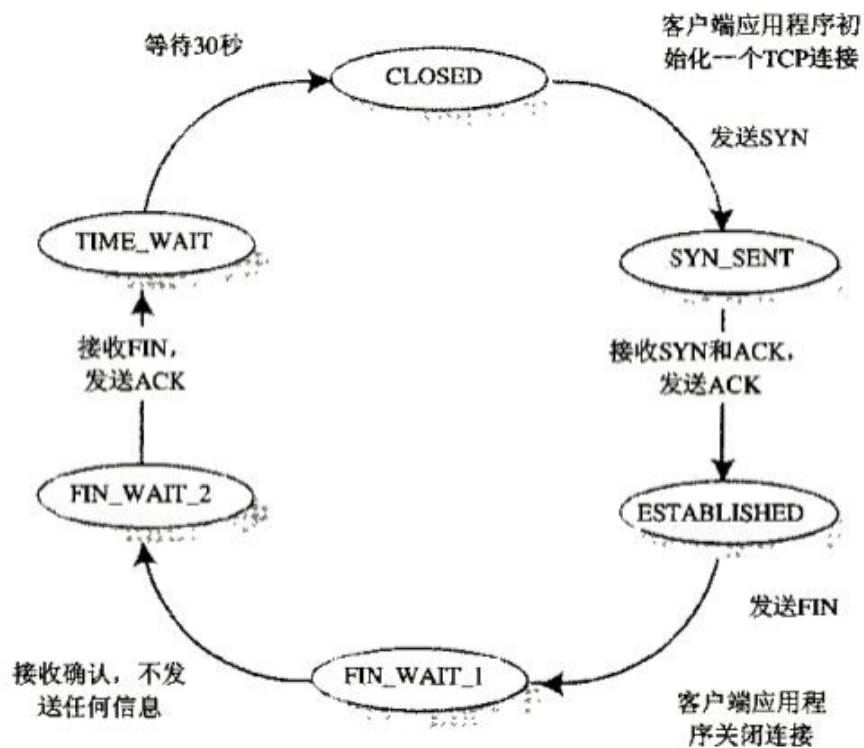 等待30秒
CLOSED
客户端应用程序初
始化一个TCP连接
发送SYN
TIME_WAIT
SYN_SENT
接收FIN，
发送ACK
接收SYN和ACK，
发送ACK
FIN_WAIT_2
ESTABLISHED
发送FIN
接收确认，不发
送任何信息
FIN_WAIT_1
客户端应用程
序关闭连接